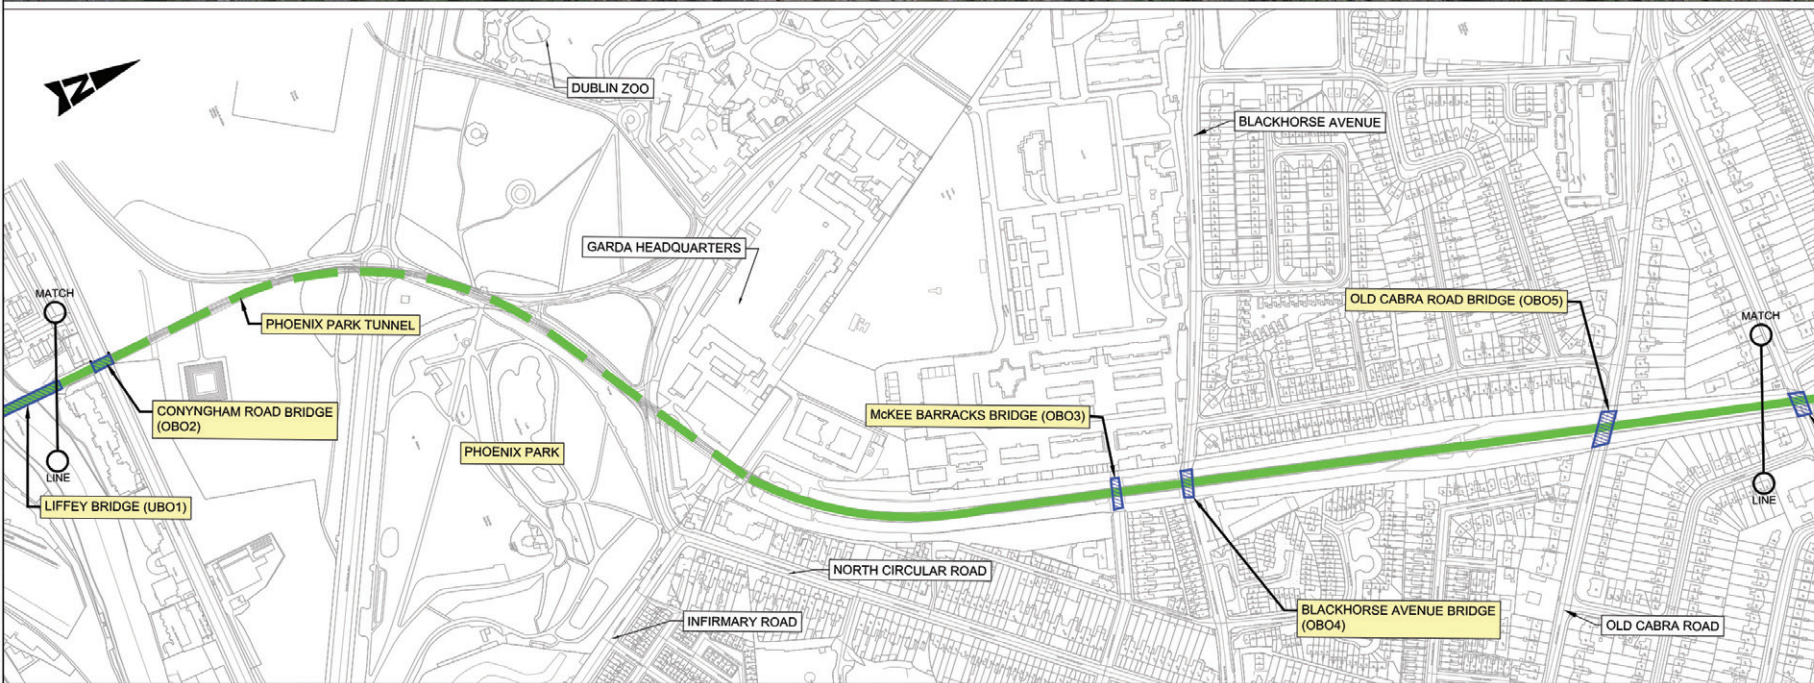 N
DUBLIN ZOO
BLACKHORSE AVENUE
GARDA HEADQUARTERS
MATCH
PHOENIX PARK TUNNEL
OLD CABRA ROAD BRIDGE (OBO5)
MATCH
CONYNGHAM ROAD BRIDGE
(OBO2)
McKEE BARRACKS BRIDGE (OBO3)
PHOENIX PARK
LINE
LINE
LIFFEY BRIDGE (UBO1)
NORTH CIRCULAR ROAD
BLACKHORSE AVENUE BRIDGE
(OBO4)
INFIRMARY ROAD
OLD CABRA ROAD